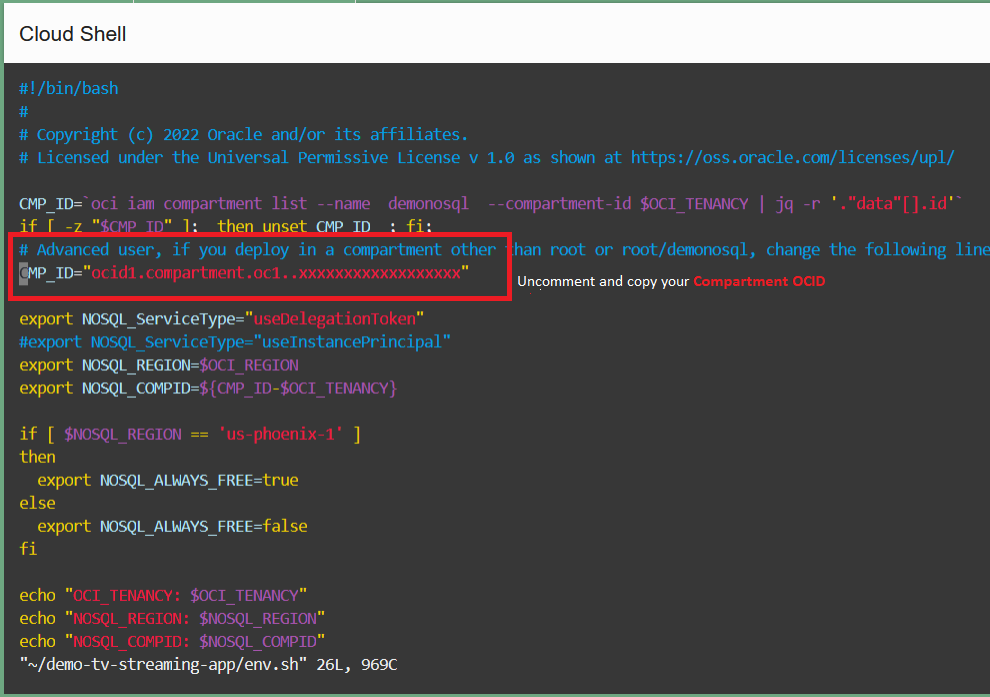 Cloud Shell
#!/bin/bash
#
# Copyright (c) 2022 Oracle and/or its affiliates.
# Licensed under the Universal Permissive License v 1.0 as shown at https://oss.oracle.com/licenses/upl/
CMP_ID=`oci iam compartment list --name  demonosql  --compartment-id $OCI_TENANCY | jq -r '."data"[].id'`
if [ -z "$CMP_ID" ];  then unset CMP_ID  ; fi;
# Advanced user, if you deploy in a compartment other than root or root/demonosql, change the following line
CMP_ID="ocid1.compartment.oc1..xxxxxxxxxxxxxxxxxx"
Uncomment and copy your Compartment OCID
export NOSQL_ServiceType="useDelegationToken"
#export NOSQL_ServiceType="useInstancePrincipal"
export NOSQL_REGION=$OCI_REGION
export NOSQL_COMPID=${CMP_ID-$OCI_TENANCY}
if [ $NOSQL_REGION == 'us-phoenix-1' ]
then
  export NOSQL_ALWAYS_FREE=true
else
  export NOSQL_ALWAYS_FREE=false
fi
echo "OCI_TENANCY: $OCI_TENANCY"
echo "NOSQL_REGION: $NOSQL_REGION"
echo "NOSQL_COMPID: $NOSQL_COMPID"
"~/demo-tv-streaming-app/env.sh" 26L, 969C